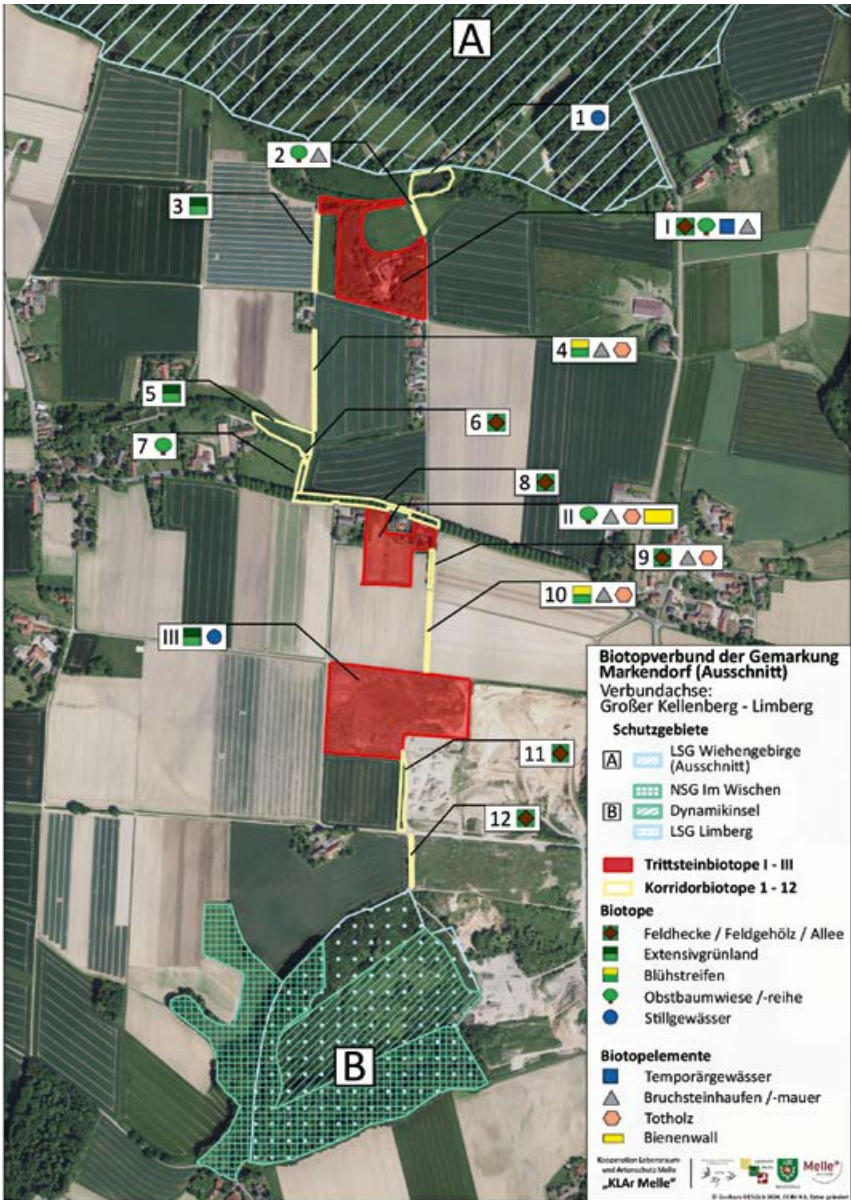 A
1
2
3
I
4
5
6
7
8
II
9
10
III
11
12
B
Biotopverbund der Gemarkung
Markendorf (Ausschnitt)
Verbundachse:
Großer Kellenberg - Limberg
Schutzgebiete
A LSG Wiehengebirge
(Ausschnitt)
NSG Im Wischen
B Dynamikinsel
LSG Limberg
Trittsteinbiotope I - III
Korridorbiotope 1 - 12
Biotope
Feldhecke / Feldgehölz / Allee
Extensivgrünland
Blühstreifen
Obstbaumwiese /-reihe
Stillgewässer
Biotopelemente
Temporärgewässer
Bruchsteinhaufen /-mauer
Totholz
Bienenwall
Kooperation Lebensraum-
und Artenschutz Melle
„KLAr Melle"
Melle